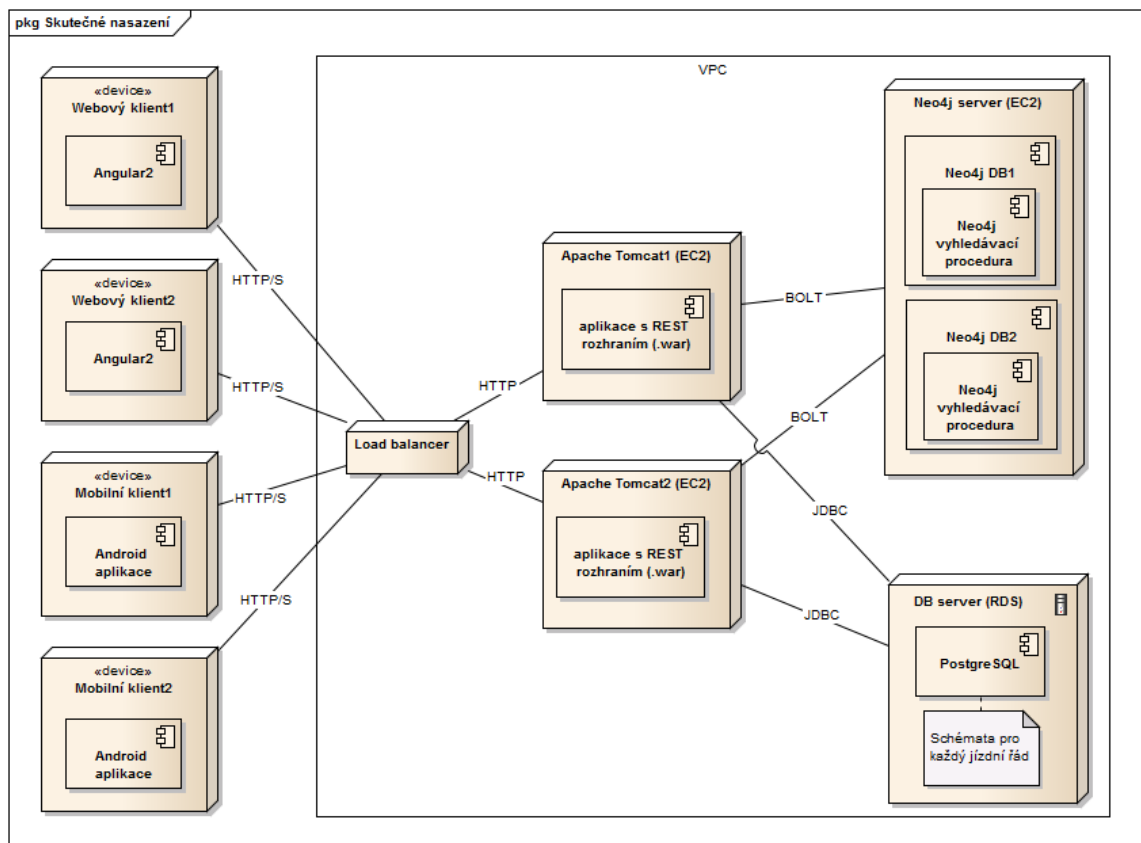 pkg Skutečné nasazení
VPC
«device»
Webový klient1
Angular2
«device»
Webový klient2
Angular2
«device»
Mobilní klient1
Android
aplikace
«device»
Mobilní klient2
Android
aplikace
HTTP/S
HTTP/S
HTTP/S
HTTP/S
Load balancer
HTTP
HTTP
Apache Tomcat1 (EC2)
aplikace s REST
rozhraním (.war)
Apache Tomcat2 (EC2)
aplikace s REST
rozhraním (.war)
BOLT
BOLT
JDBC
JDBC
Neo4j server (EC2)
Neo4j DB1
Neo4j
vyhledávací
procedura
Neo4j DB2
Neo4j
vyhledávací
procedura
DB server (RDS)
PostgreSQL
Schémata pro
každý jízdní řád